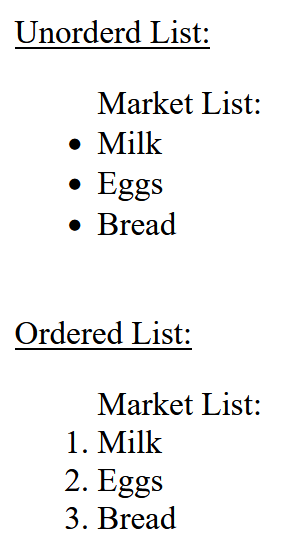 Unorderd List:
Market List:
• Milk
• Eggs
• Bread
Ordered List:
Market List:
1. Milk
2. Eggs
3. Bread